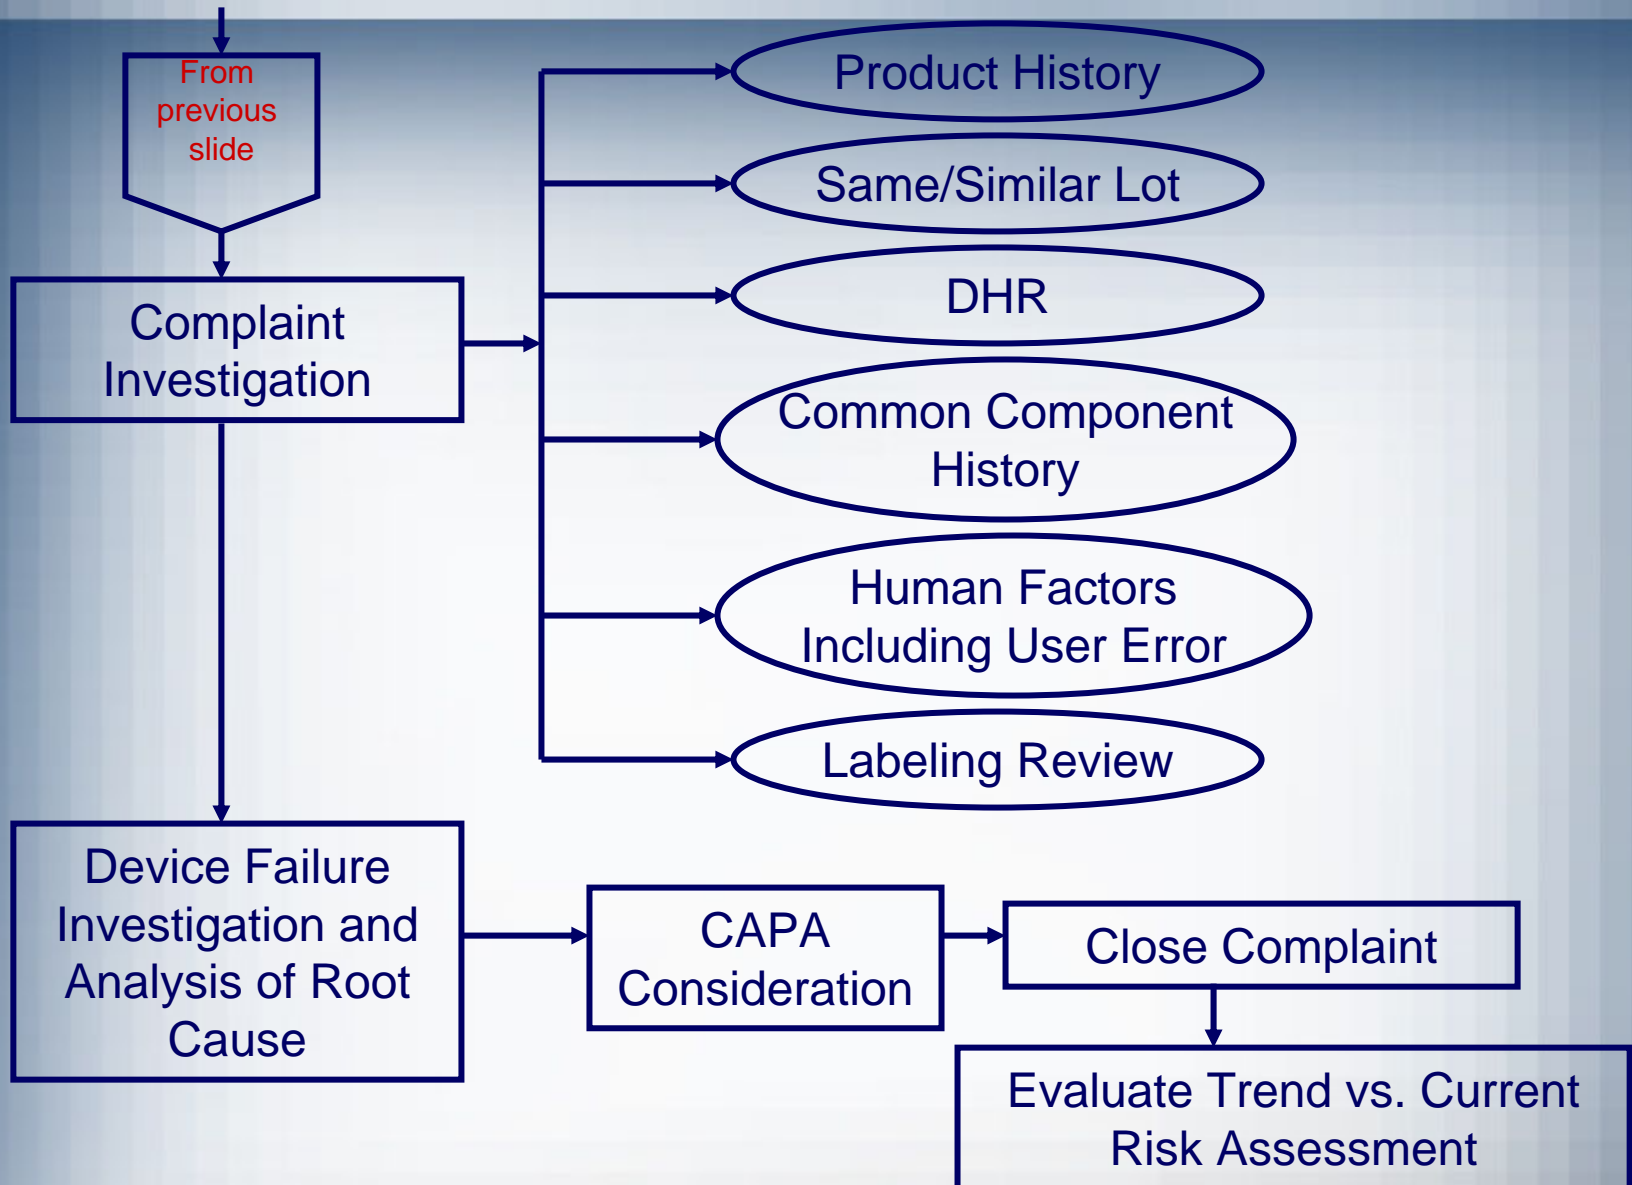 From
previous
slide
Complaint
Investigation
Product History
Same/Similar Lot
DHR
Common Component
History
Human Factors
Including User Error
Labeling Review
Device Failure
Investigation and
Analysis of Root
Cause
CAPA
Consideration
Close Complaint
Evaluate Trend vs. Current
Risk Assessment